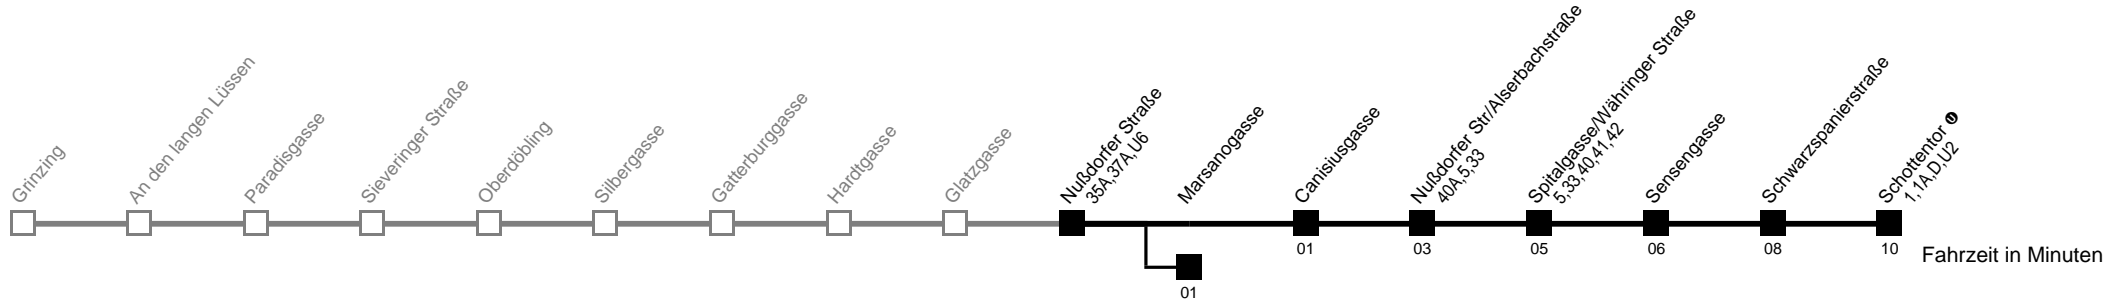 Grinzing
An den langen Lüssen
Paradisgasse
Sieveringer Straße
Oberdöbling
Silbergasse
Gatterburggasse
Hardtgasse
Glatzgasse
Nußdorfer Straße
35A,37A,U6
Marsanogasse
Canisiusgasse
Nußdorfer Str/Alserbachstraße
40A,5,33
Spitalgasse/Währinger Straße
5,33,40,41,42
Sensengasse
Schwarzspanierstraße
Schottentor
1,1A,D,U2
01
03
05
06
08
10
Fahrzeit in Minuten
01